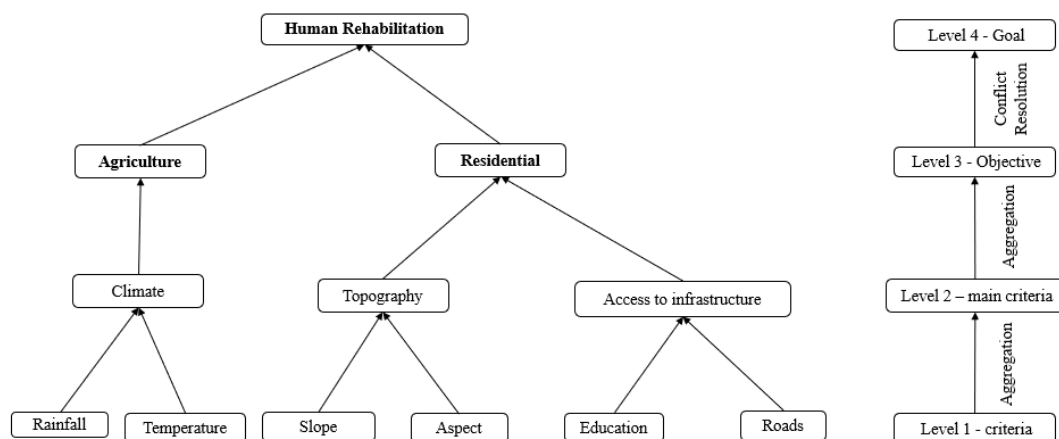 Human Rehabilitation
Level 4 - Goal
Conflict
Resolution
Agriculture
Residential
Level 3 - Objective
Aggregation
Climate
Topography
Access to infrastructure
Level 2 – main criteria
Aggregation
Rainfall
Temperature
Slope
Aspect
Education
Roads
Level 1 - criteria